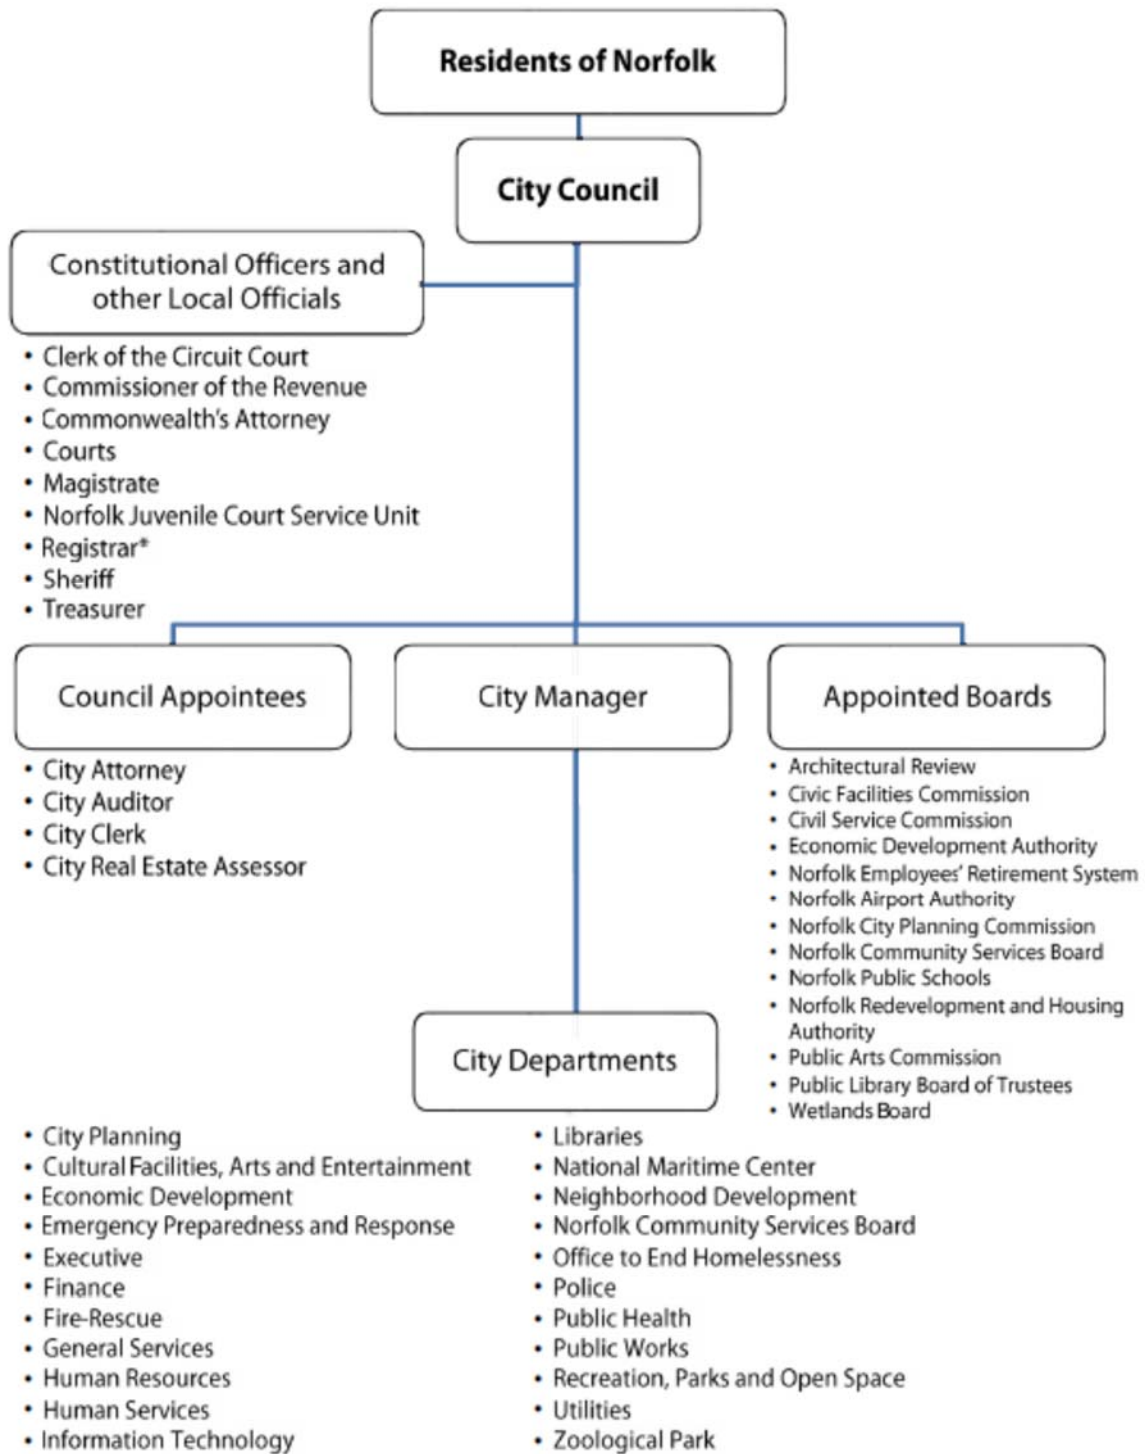 Residents of Norfolk
City Council
Constitutional Officers and
other Local Officials
• Clerk of the Circuit Court
• Commissioner of the Revenue
• Commonwealth's Attorney
• Courts
• Magistrate
• Norfolk Juvenile Court Service Unit
• Registrar*
• Sheriff
• Treasurer
Council Appointees
• City Attorney
• City Auditor
• City Clerk
• City Real Estate Assessor
City Manager
Appointed Boards
• Architectural Review
• Civic Facilities Commission
• Civil Service Commission
• Economic Development Authority
• Norfolk Employees' Retirement System
• Norfolk Airport Authority
• Norfolk City Planning Commission
• Norfolk Community Services Board
• Norfolk Public Schools
• Norfolk Redevelopment and Housing
Authority
• Public Arts Commission
• Public Library Board of Trustees
• Wetlands Board
City Departments
• City Planning
• Cultural Facilities, Arts and Entertainment
• Economic Development
• Emergency Preparedness and Response
• Executive
• Finance
• Fire-Rescue
• General Services
• Human Resources
• Human Services
• Information Technology
• Libraries
• National Maritime Center
• Neighborhood Development
• Norfolk Community Services Board
• Office to End Homelessness
• Police
• Public Health
• Public Works
• Recreation, Parks and Open Space
• Utilities
• Zoological Park